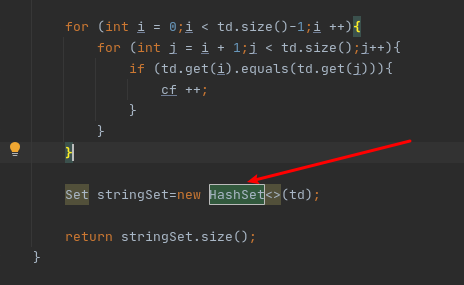 for (int i = 0;i < td.size()-1;i ++){
for (int j = i + 1;j < td.size();j++){
if (td.get(i).equals(td.get(j))){
cf ++;
}
}
}
Set stringSet=new HashSet<>(td);
return stringSet.size();
}